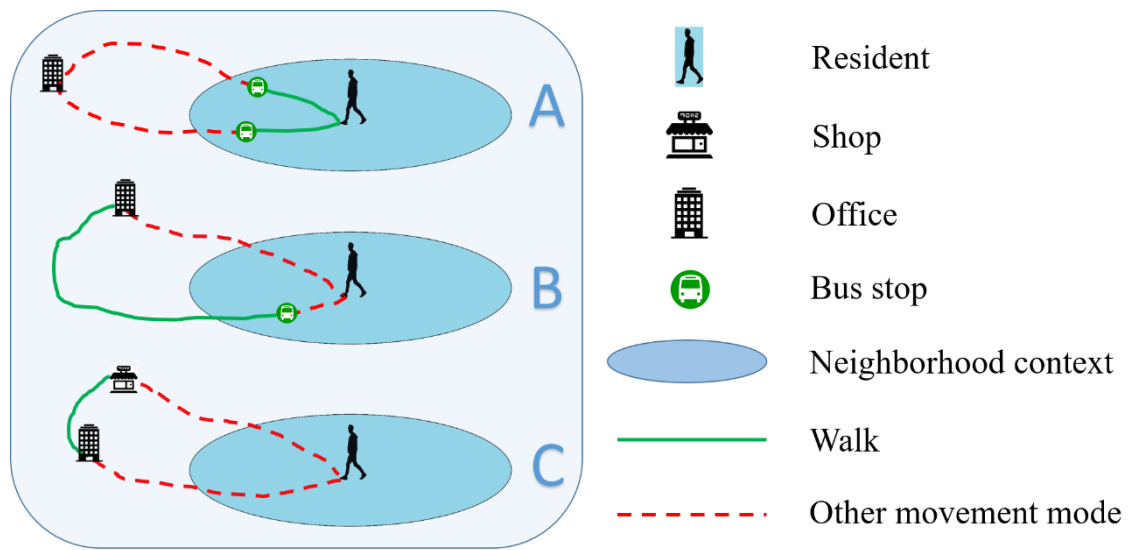 A
B
C
Resident
Shop
Office
Bus stop
Neighborhood context
Walk
Other movement mode